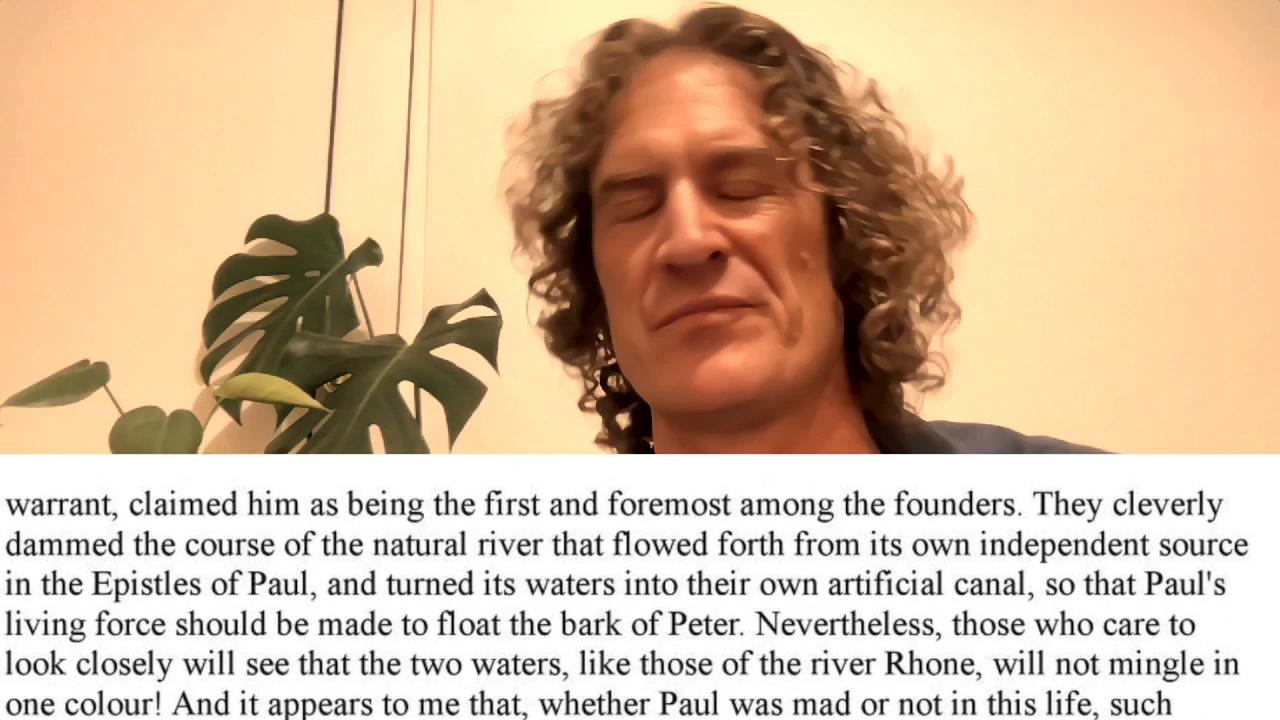 warrant, claimed him as being the first and foremost among the founders. They cleverly
dammed the course of the natural river that flowed forth from its own independent source
in the Epistles of Paul, and turned its waters into their own artificial canal, so that Paul's
living force should be made to float the bark of Peter. Nevertheless, those who care to
look closely will see that the two waters, like those of the river Rhone, will not mingle in
one colour! And it appears to me that, whether Paul was mad or not in this life, such